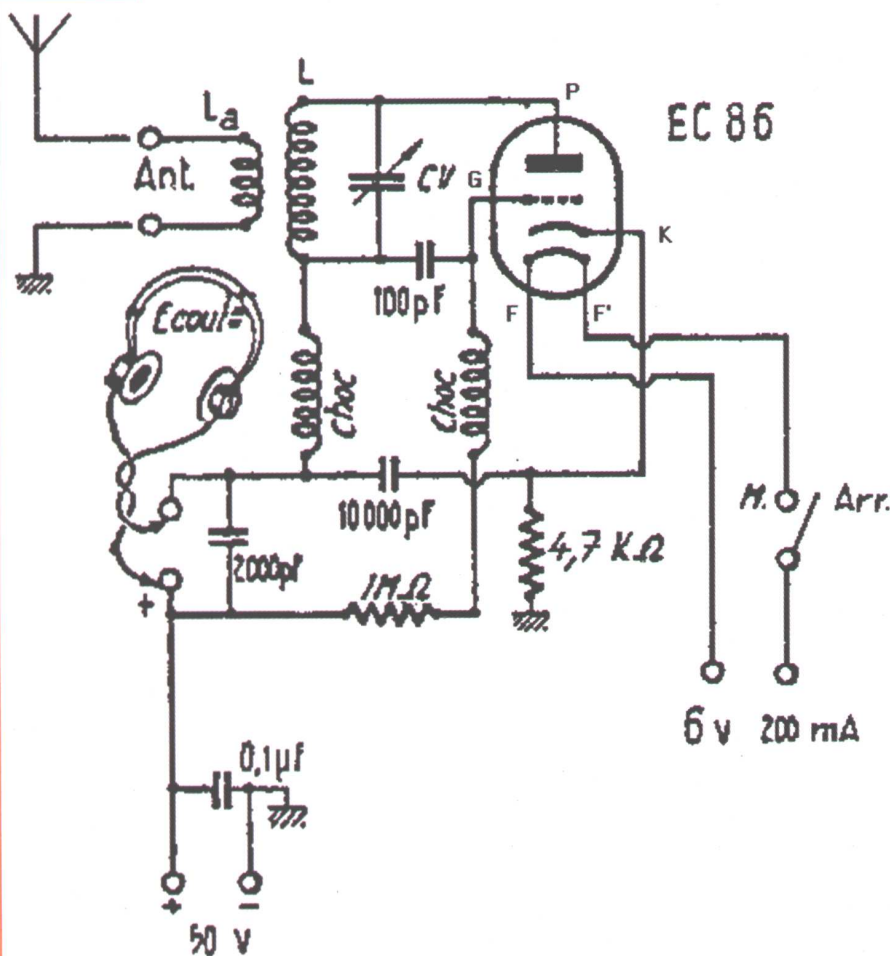 L
La
P
EC 86
Ant.
CV
G
K
100pF
Ecout=
F
F'
choc
choc
10000pF
M.
Arr.
2000pf
4,7 KΩ
1MΩ
+
6 v 200 mA
0,1µf
+
-
50 V